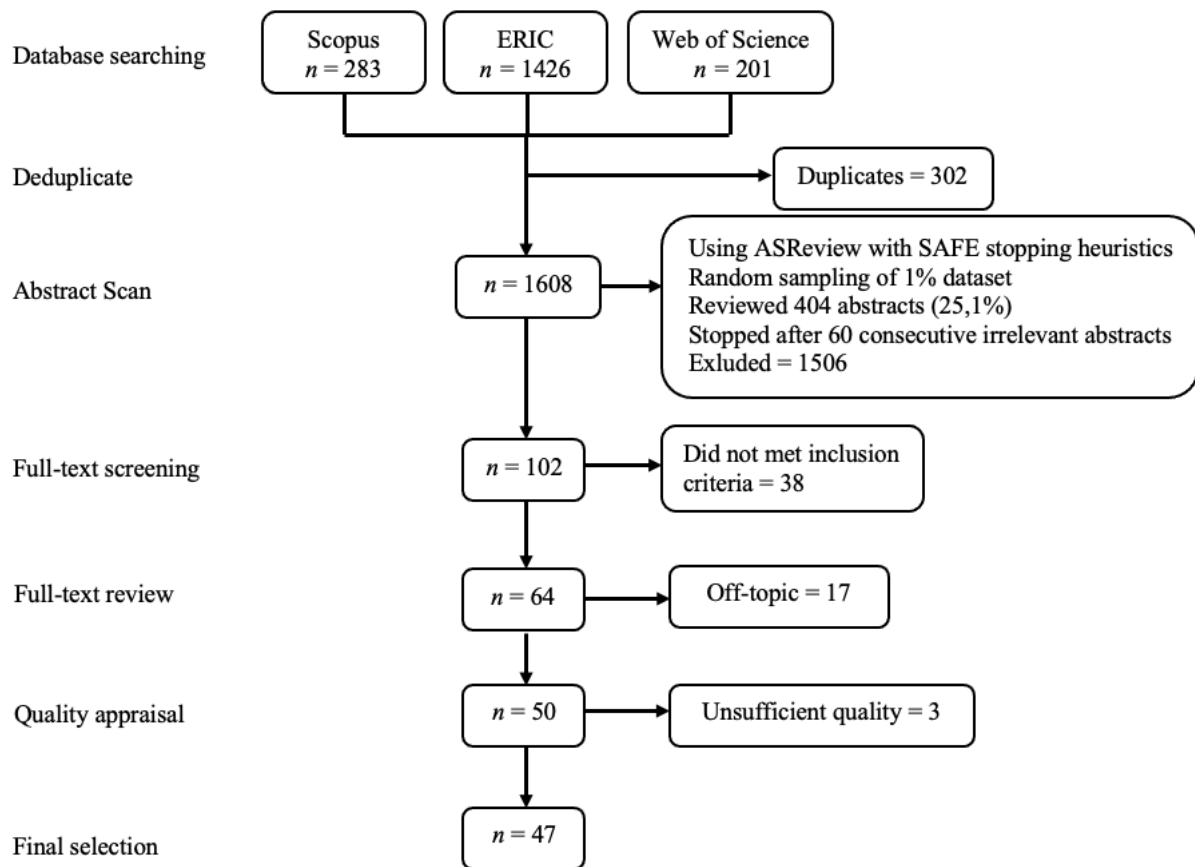 Database searching
Scopus
n = 283
ERIC
n = 1426
Web of Science
n = 201
Deduplicate
Duplicates = 302
Abstract Scan
n = 1608
Using ASReview with SAFE stopping heuristics
Random sampling of 1% dataset
Reviewed 404 abstracts (25,1%)
Stopped after 60 consecutive irrelevant abstracts
Exluded = 1506
Full-text screening
n = 102
Did not met inclusion
criteria = 38
Full-text review
n = 64
Off-topic = 17
Quality appraisal
n = 50
Unsufficient quality = 3
Final selection
n = 47